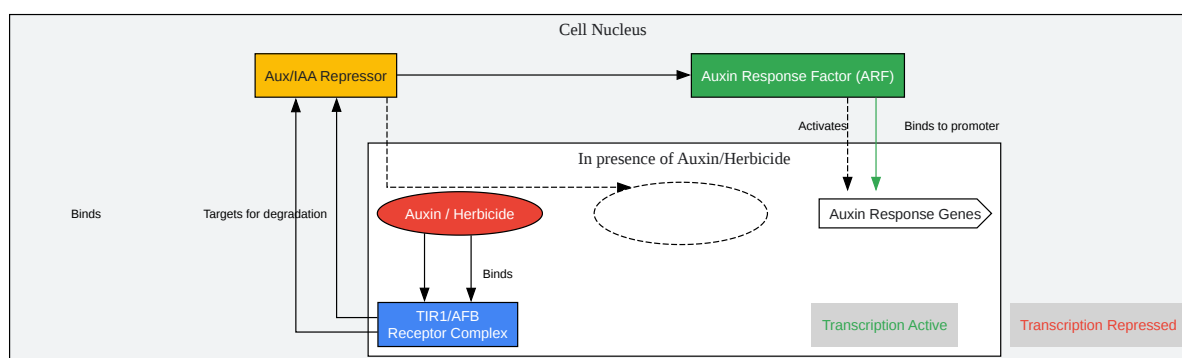 Cell Nucleus
Aux/IAA Repressor
Auxin Response Factor (ARF)
Activates
Binds to promoter
In presence of Auxin/Herbicide
Binds
Targets for degradation
Auxin / Herbicide
Auxin Response Genes
Binds
TIR1/AFB
Receptor Complex
Transcription Active
Transcription Repressed